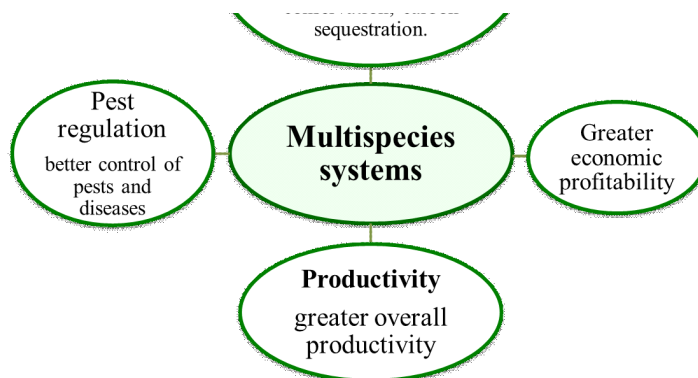 sequestration.
Pest
regulation
better control of
pests and
diseases
Multispecies
systems
Greater
economic
profitability
Productivity
greater overall
productivity